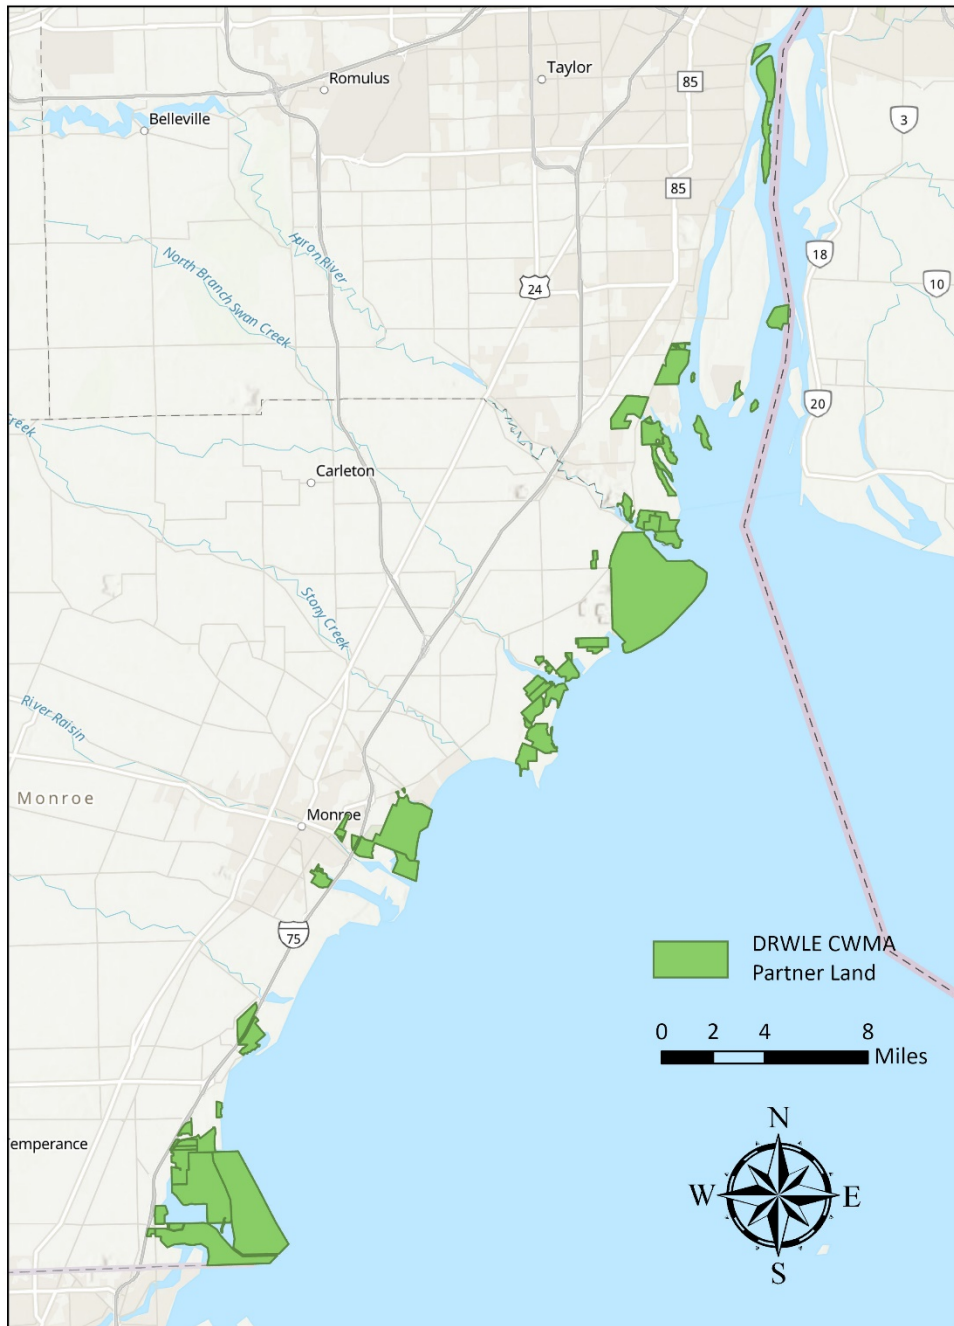 Romulus
Taylor
85
Belleville
3
85
Huron River
North Branch Swan Creek
18
24
10
20
Creek
Carleton
Stony Creek
River Raisin
Monroe
Monroe
75
DRWLE CWMA
Partner Land
0 2 4 8
Miles
N
emperance
W E
S